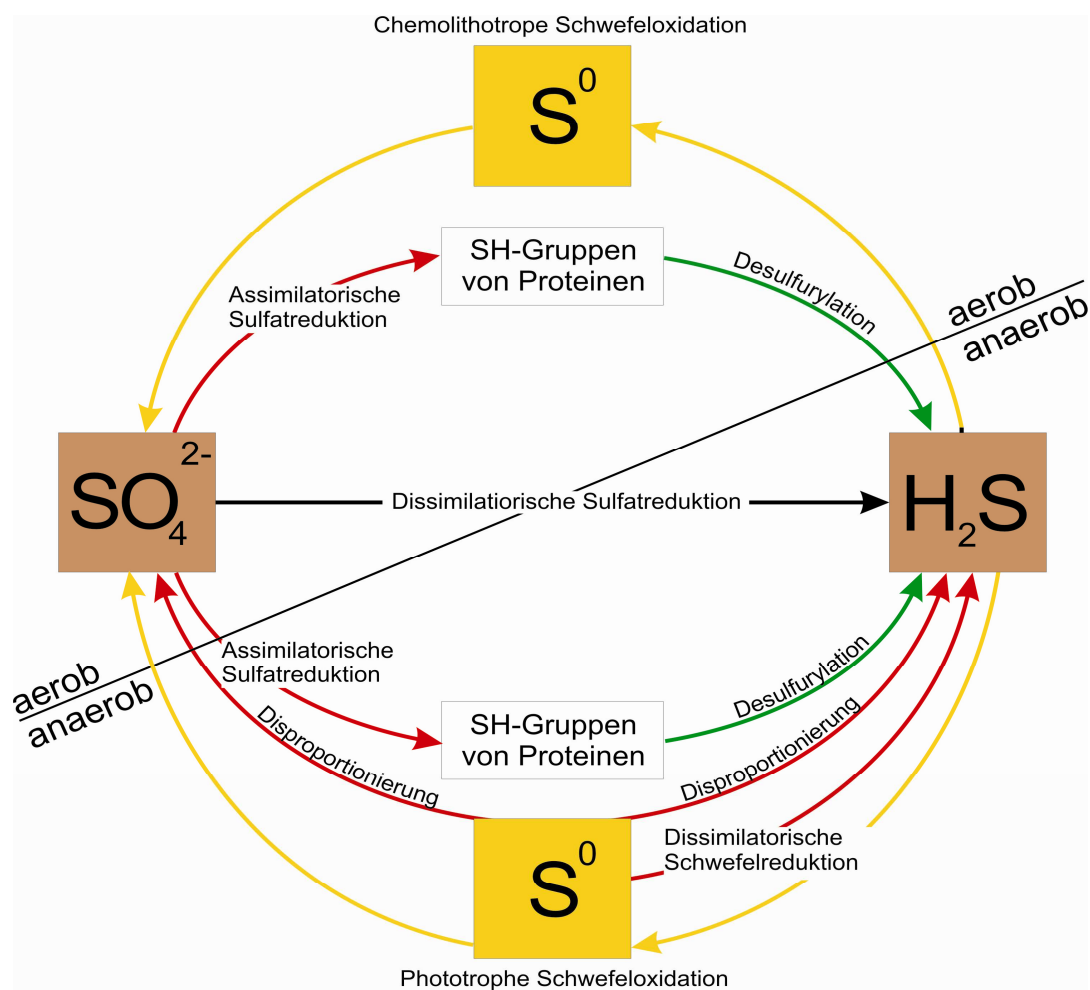 Chemolithotrope Schwefeloxidation
S⁰
SH-Gruppen
von Proteinen
Desulfurylation
Assimilatorische
Sulfatreduktion
aerob
anaerob
SO₄²⁻
Dissimilatiorische Sulfatreduktion
H₂S
Assimilatorische
Sulfatreduktion
aerob
anaerob
Desulfurylation
SH-Gruppen
von Proteinen
Disproportionierung
Disproportionierung
Dissimilatorische
Schwefelreduktion
S⁰
Phototrophe Schwefeloxidation